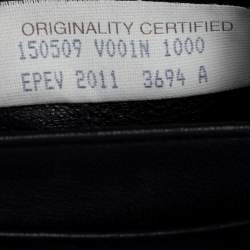 ORIGINALITY CERTIFIED
150509 V001N 1000
EPEV 2011 3694 A